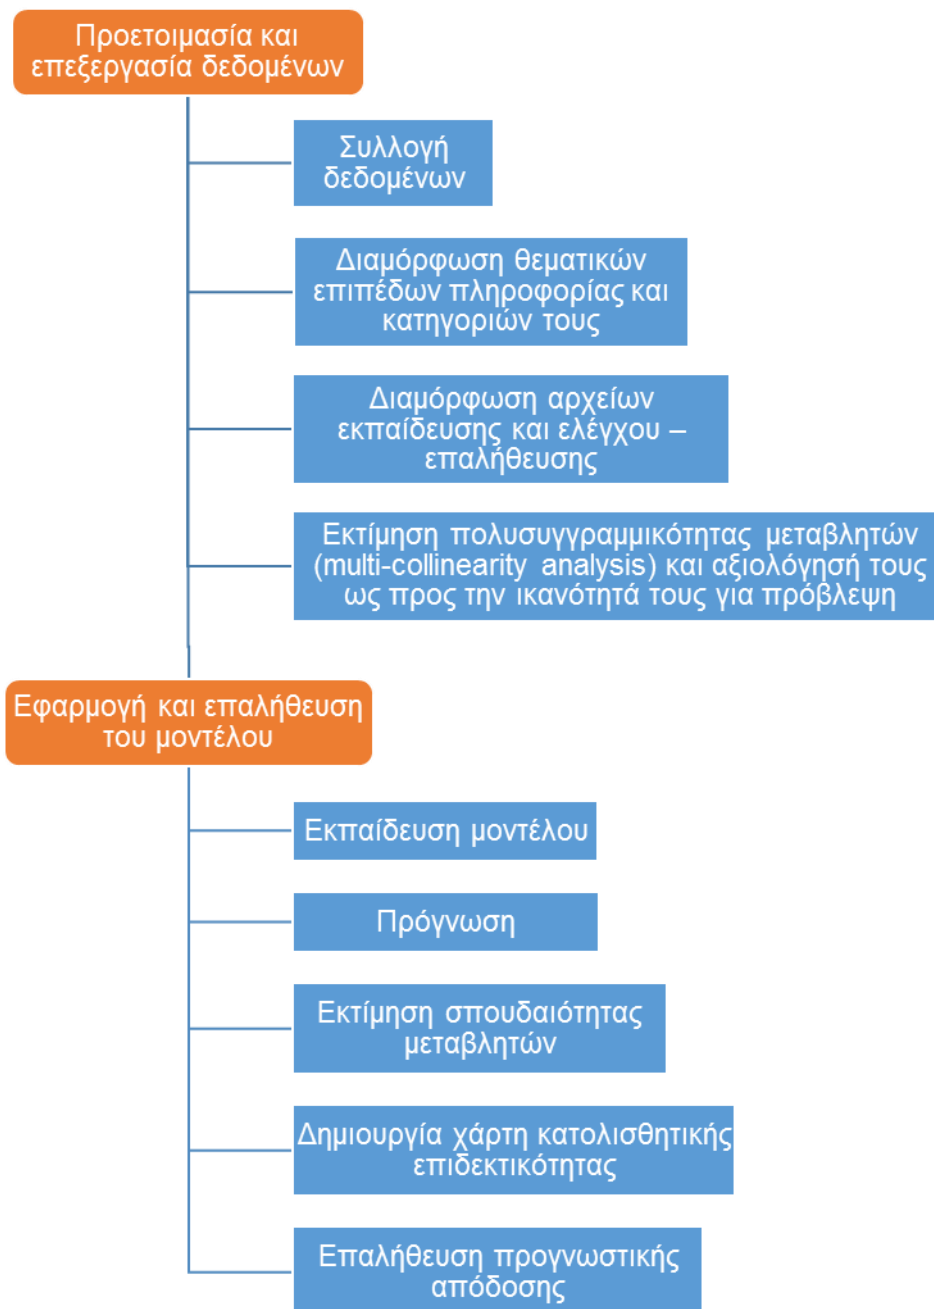 Προετοιμασία και
επεξεργασία δεδομένων
Συλλογή
δεδομένων
Διαμόρφωση θεματικών
επιπέδων πληροφορίας και
κατηγοριών τους
Διαμόρφωση αρχείων
εκπαίδευσης και ελέγχου –
επαλήθευσης
Εκτίμηση πολυσυγγραμμικότητας μεταβλητών
(multi-collinearity analysis) και αξιολόγησή τους
ως προς την ικανότητά τους για πρόβλεψη
Εφαρμογή και επαλήθευση
του μοντέλου
Εκπαίδευση μοντέλου
Πρόγνωση
Εκτίμηση σπουδαιότητας
μεταβλητών
Δημιουργία χάρτη κατολισθητικής
επιδεκτικότητας
Επαλήθευση προγνωστικής
απόδοσης